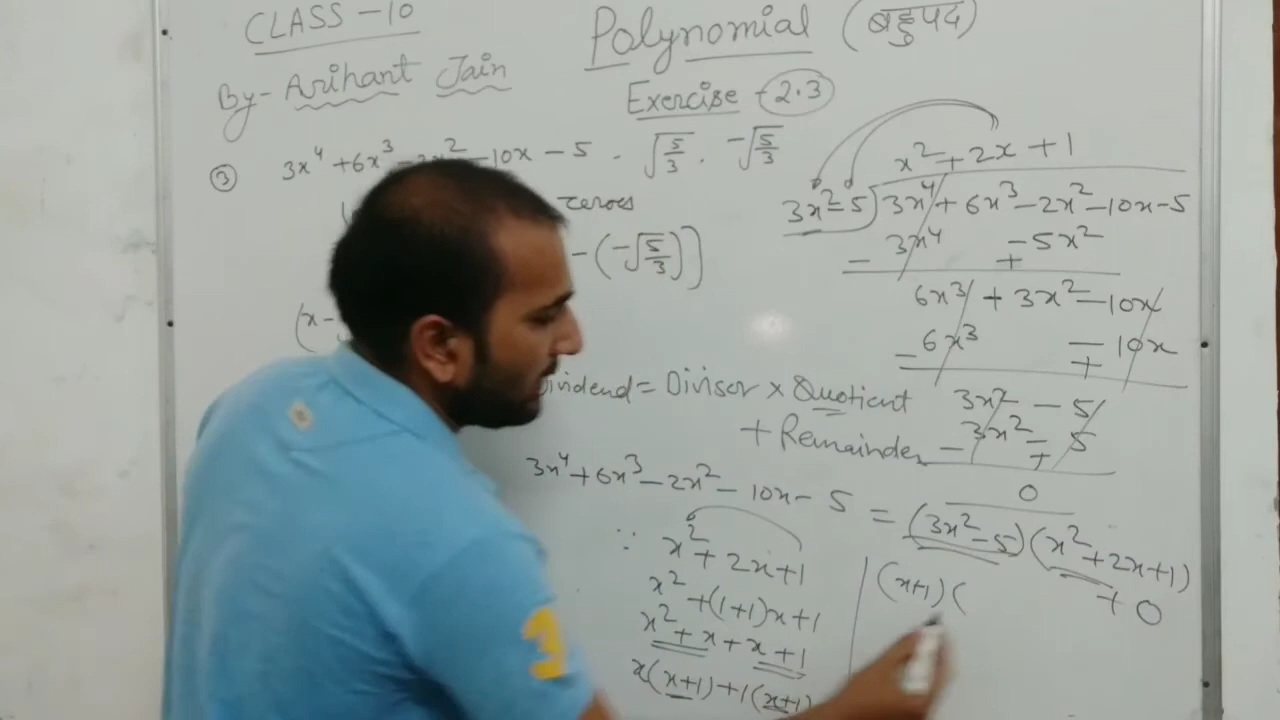 CLASS - 10
Polynomial (बहुपद)
By - Arihant Jain
Exercise - 2.3
③ 3x⁴ + 6x³ - 2x² - 10x - 5 . √5/3 . -√5/3
zeroes
- (-√5/3)]
(x -
x² + 2x + 1
3x² - 5) 3x⁴ + 6x³ - 2x² - 10x - 5
- 3x⁴ + - 5x²
6x³ + 3x² - 10x
- 6x³ + - 10x
3x² - 5
- 3x² + - 5
0
Dividend = Divisor × Quotient
+ Remainder
3x⁴ + 6x³ - 2x² - 10x - 5 = (3x² - 5)(x² + 2x + 1)
+ 0
∵ x² + 2x + 1
x² + (1+1)x + 1
x² + x + x + 1
x(x+1) + 1(x+1)
(x+1)(
3